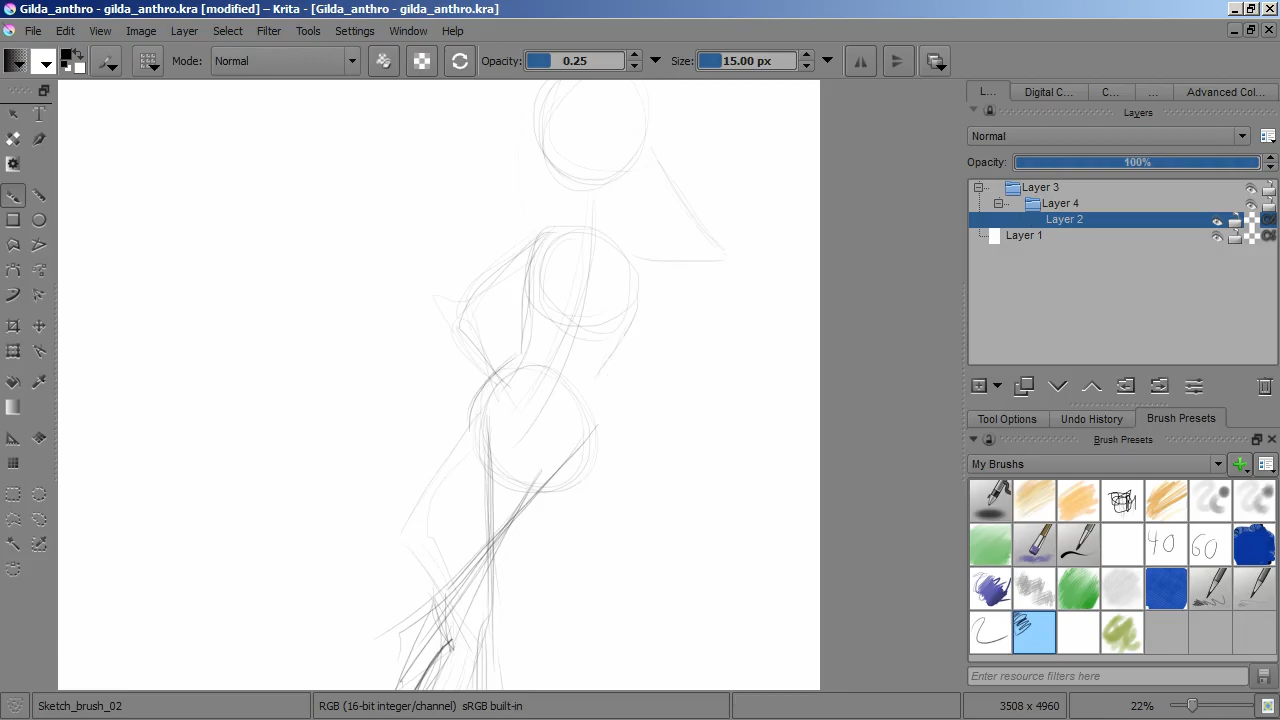 Gilda_anthro - gilda_anthro.kra [modified] – Krita - [Gilda_anthro - gilda_anthro.kra]
File Edit View Image Layer Select Filter Tools Settings Window Help
Mode: Normal Opacity: 0.25 Size: 15.00 px
L... Digital C... C... ... Advanced Col...
Layers
Normal
Opacity: 100%
Layer 3
Layer 4
Layer 2
Layer 1
Tool Options Undo History Brush Presets
Brush Presets
My Brushs
40 60
Enter resource filters here
Sketch_brush_02 RGB (16-bit integer/channel) sRGB built-in 3508 x 4960 22%